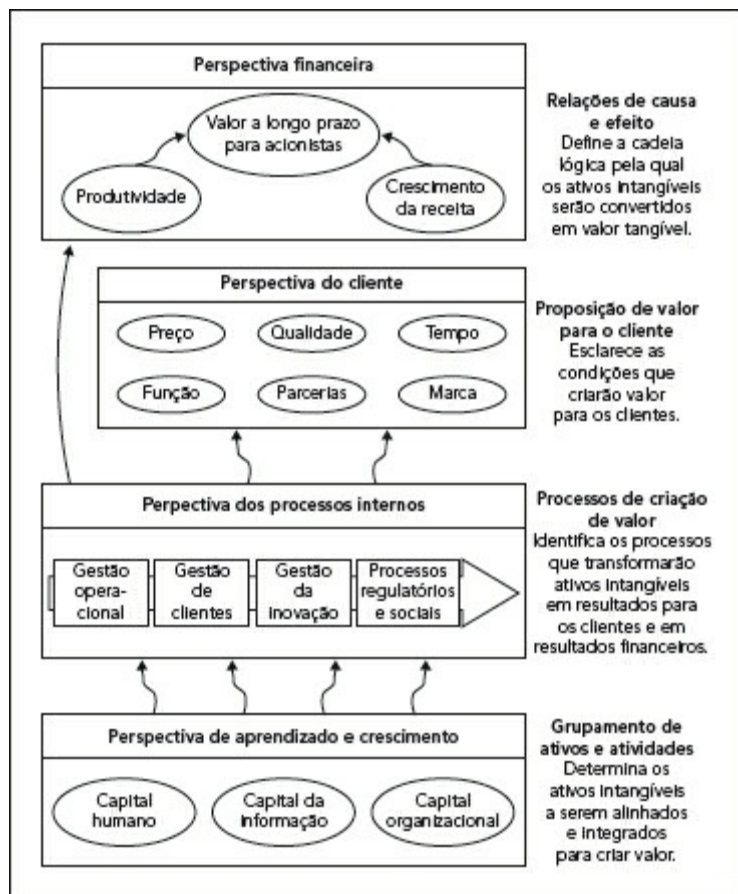 Perspectiva financeira
Valor a longo prazo
para acionistas
Produtividade
Crescimento
da receita
Relações de causa
e efeito
Define a cadeia
lógica pela qual
os ativos intangíveis
serão convertidos
em valor tangível.
Perspectiva do cliente
Preço
Qualidade
Tempo
Função
Parcerias
Marca
Proposição de valor
para o cliente
Esclarece as
condições que
criarão valor
para os clientes.
Perpectiva dos processos internos
Gestão
opera-
cional
Gestão
de
clientes
Gestão
da
inovação
Processos
regulatórios
e sociais
Processos de criação
de valor
Identifica os processos
que transformarão
ativos intangíveis
em resultados para
os clientes e em
resultados financeiros.
Perspectiva de aprendizado e crescimento
Capital
humano
Capital da
informação
Capital
organizacional
Grupamento de
ativos e atividades
Determina os
ativos intangíveis
a serem alinhados
e integrados
para criar valor.